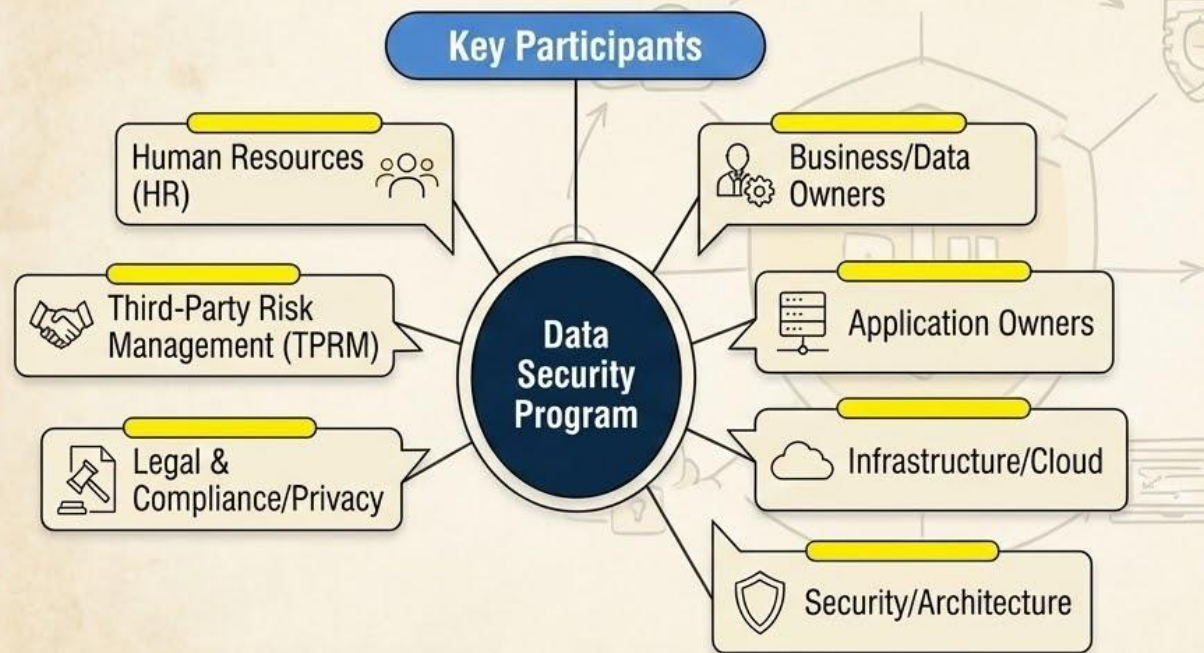 Key Participants
Human Resources
(HR)
Third-Party Risk
Management (TPRM)
Legal &
Compliance/Privacy
Data
Security
Program
Business/Data
Owners
Application Owners
Infrastructure/Cloud
Security/Architecture